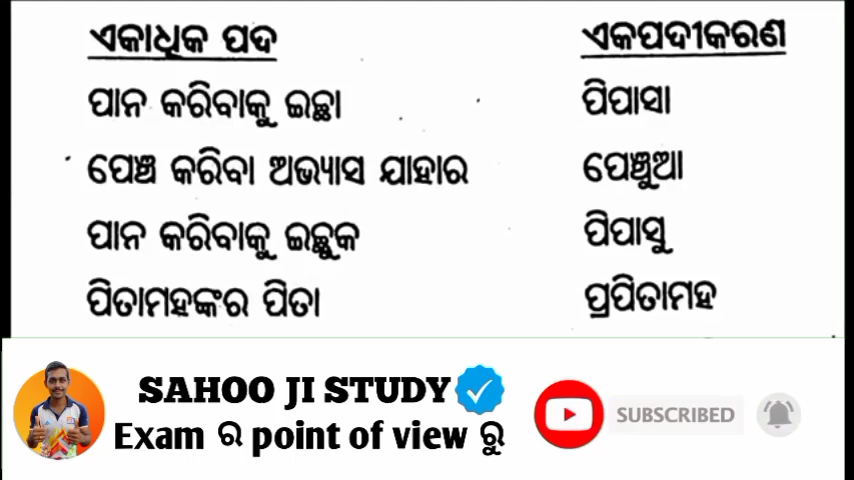 ଏକାଧିକ ପଦ ଏକପଦୀକରଣ
ପାନ କରିବାକୁ ଇଚ୍ଛା ପିପାସା
ପେଞ୍ଚ କରିବା ଅଭ୍ୟାସ ଯାହାର ପେଞ୍ଚୁଆ
ପାନ କରିବାକୁ ଇଚ୍ଛୁକ ପିପାସୁ
ପିତାମହଙ୍କର ପିତା ପ୍ରପିତାମହ
SAHOO JI STUDY
Exam ର point of view ରୁ
SUBSCRIBED